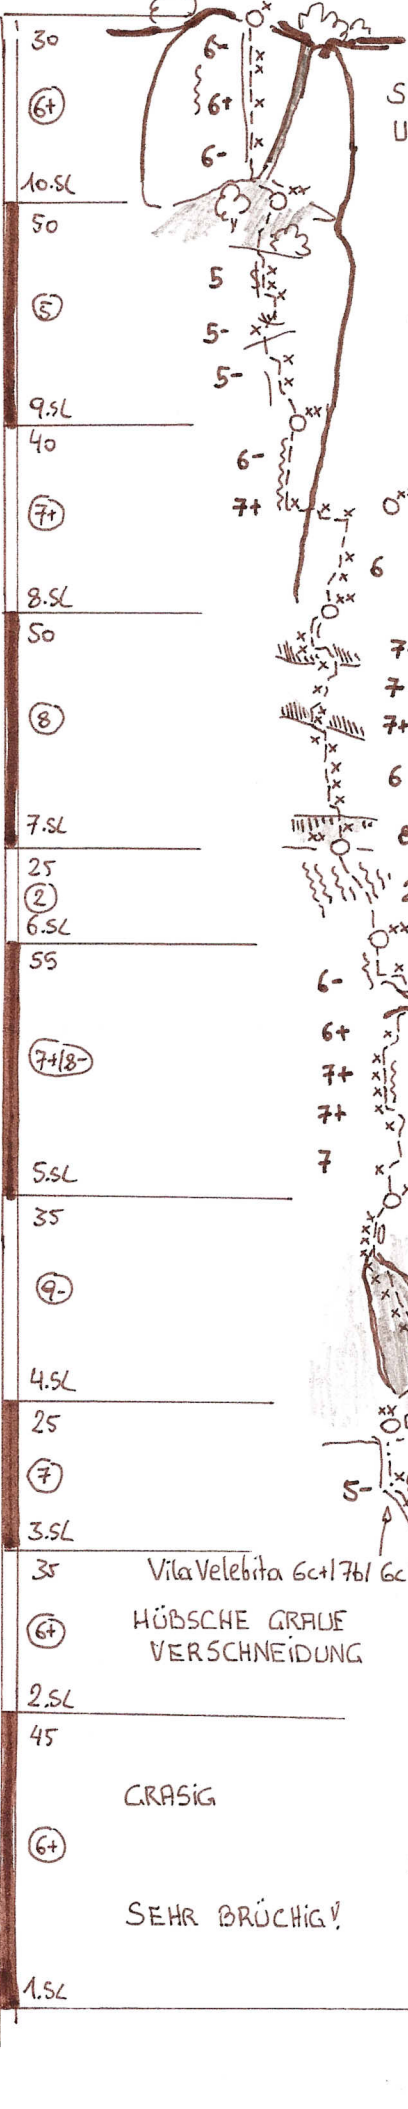 30
6-
S
6+
6+
U
6-
10.SL
50
5
5
5-
5-
9.SL
40
6-
7+
7+
6
8.SL
50
7-
7
8
7+
6
7.SL
8
25
2
6.SL
55
6-
6+
7+/8-
7+
7+
7
5.SL
35
9-
4.SL
25
7
5-
3.SL
35
Vila Velebita 6c+/7b/6c
HÜBSCHE GRAUE
6+
VERSCHNEIDUNG
2.SL
45
GRASIG
6+
SEHR BRÜCHIG!
1.SL